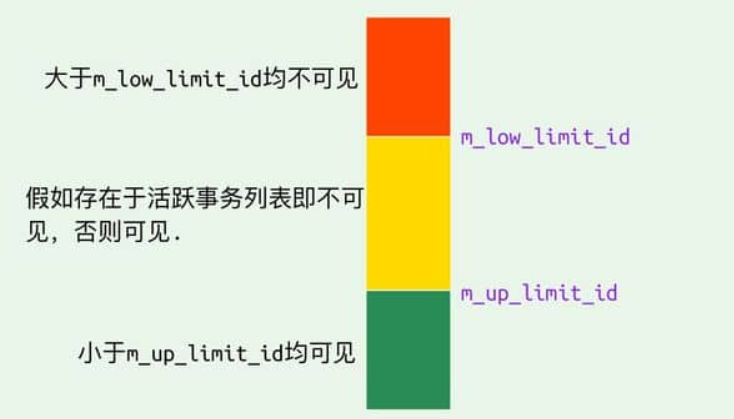 大于m_low_limit_id均不可见
m_low_limit_id
假如存在于活跃事务列表即不可
见，否则可见.
m_up_limit_id
小于m_up_limit_id均可见